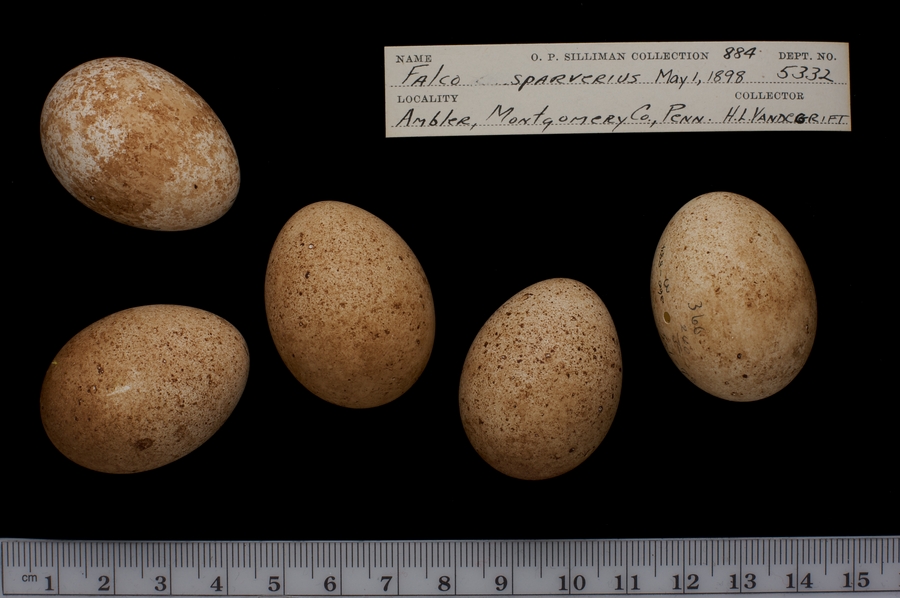 NAME O. P. SILLIMAN COLLECTION 884 DEPT. NO.
Falco sparverius May 1, 1898 5332
LOCALITY COLLECTOR
Ambler, Montgomery Co., Penn. H.L. Vandegrift
366
cm 1 2 3 4 5 6 7 8 9 10 11 12 13 14 15